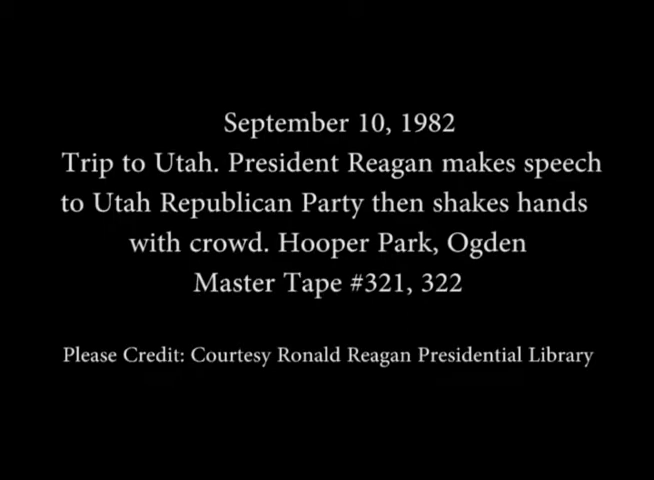 September 10, 1982
Trip to Utah. President Reagan makes speech
to Utah Republican Party then shakes hands
with crowd. Hooper Park, Ogden
Master Tape #321, 322
Please Credit: Courtesy Ronald Reagan Presidential Library